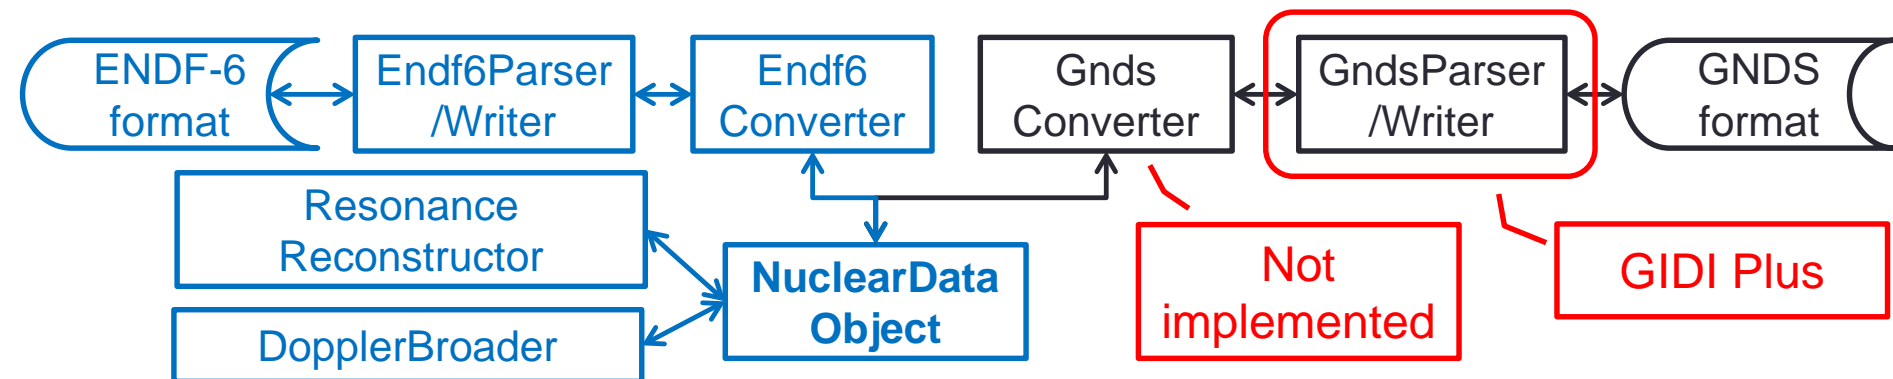 ENDF-6
format
Endf6Parser
/Writer
Endf6
Converter
Gnds
Converter
GndsParser
/Writer
GNDS
format
Resonance
Reconstructor
NuclearData
Object
DopplerBroader
Not
implemented
GIDI Plus